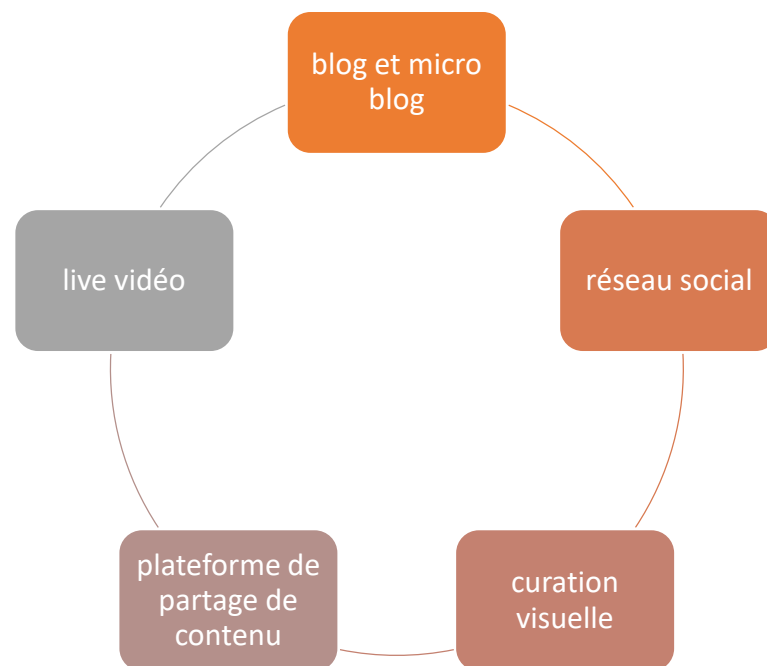 blog et micro
blog
réseau social
curation
visuelle
plateforme de
partage de
contenu
live vidéo